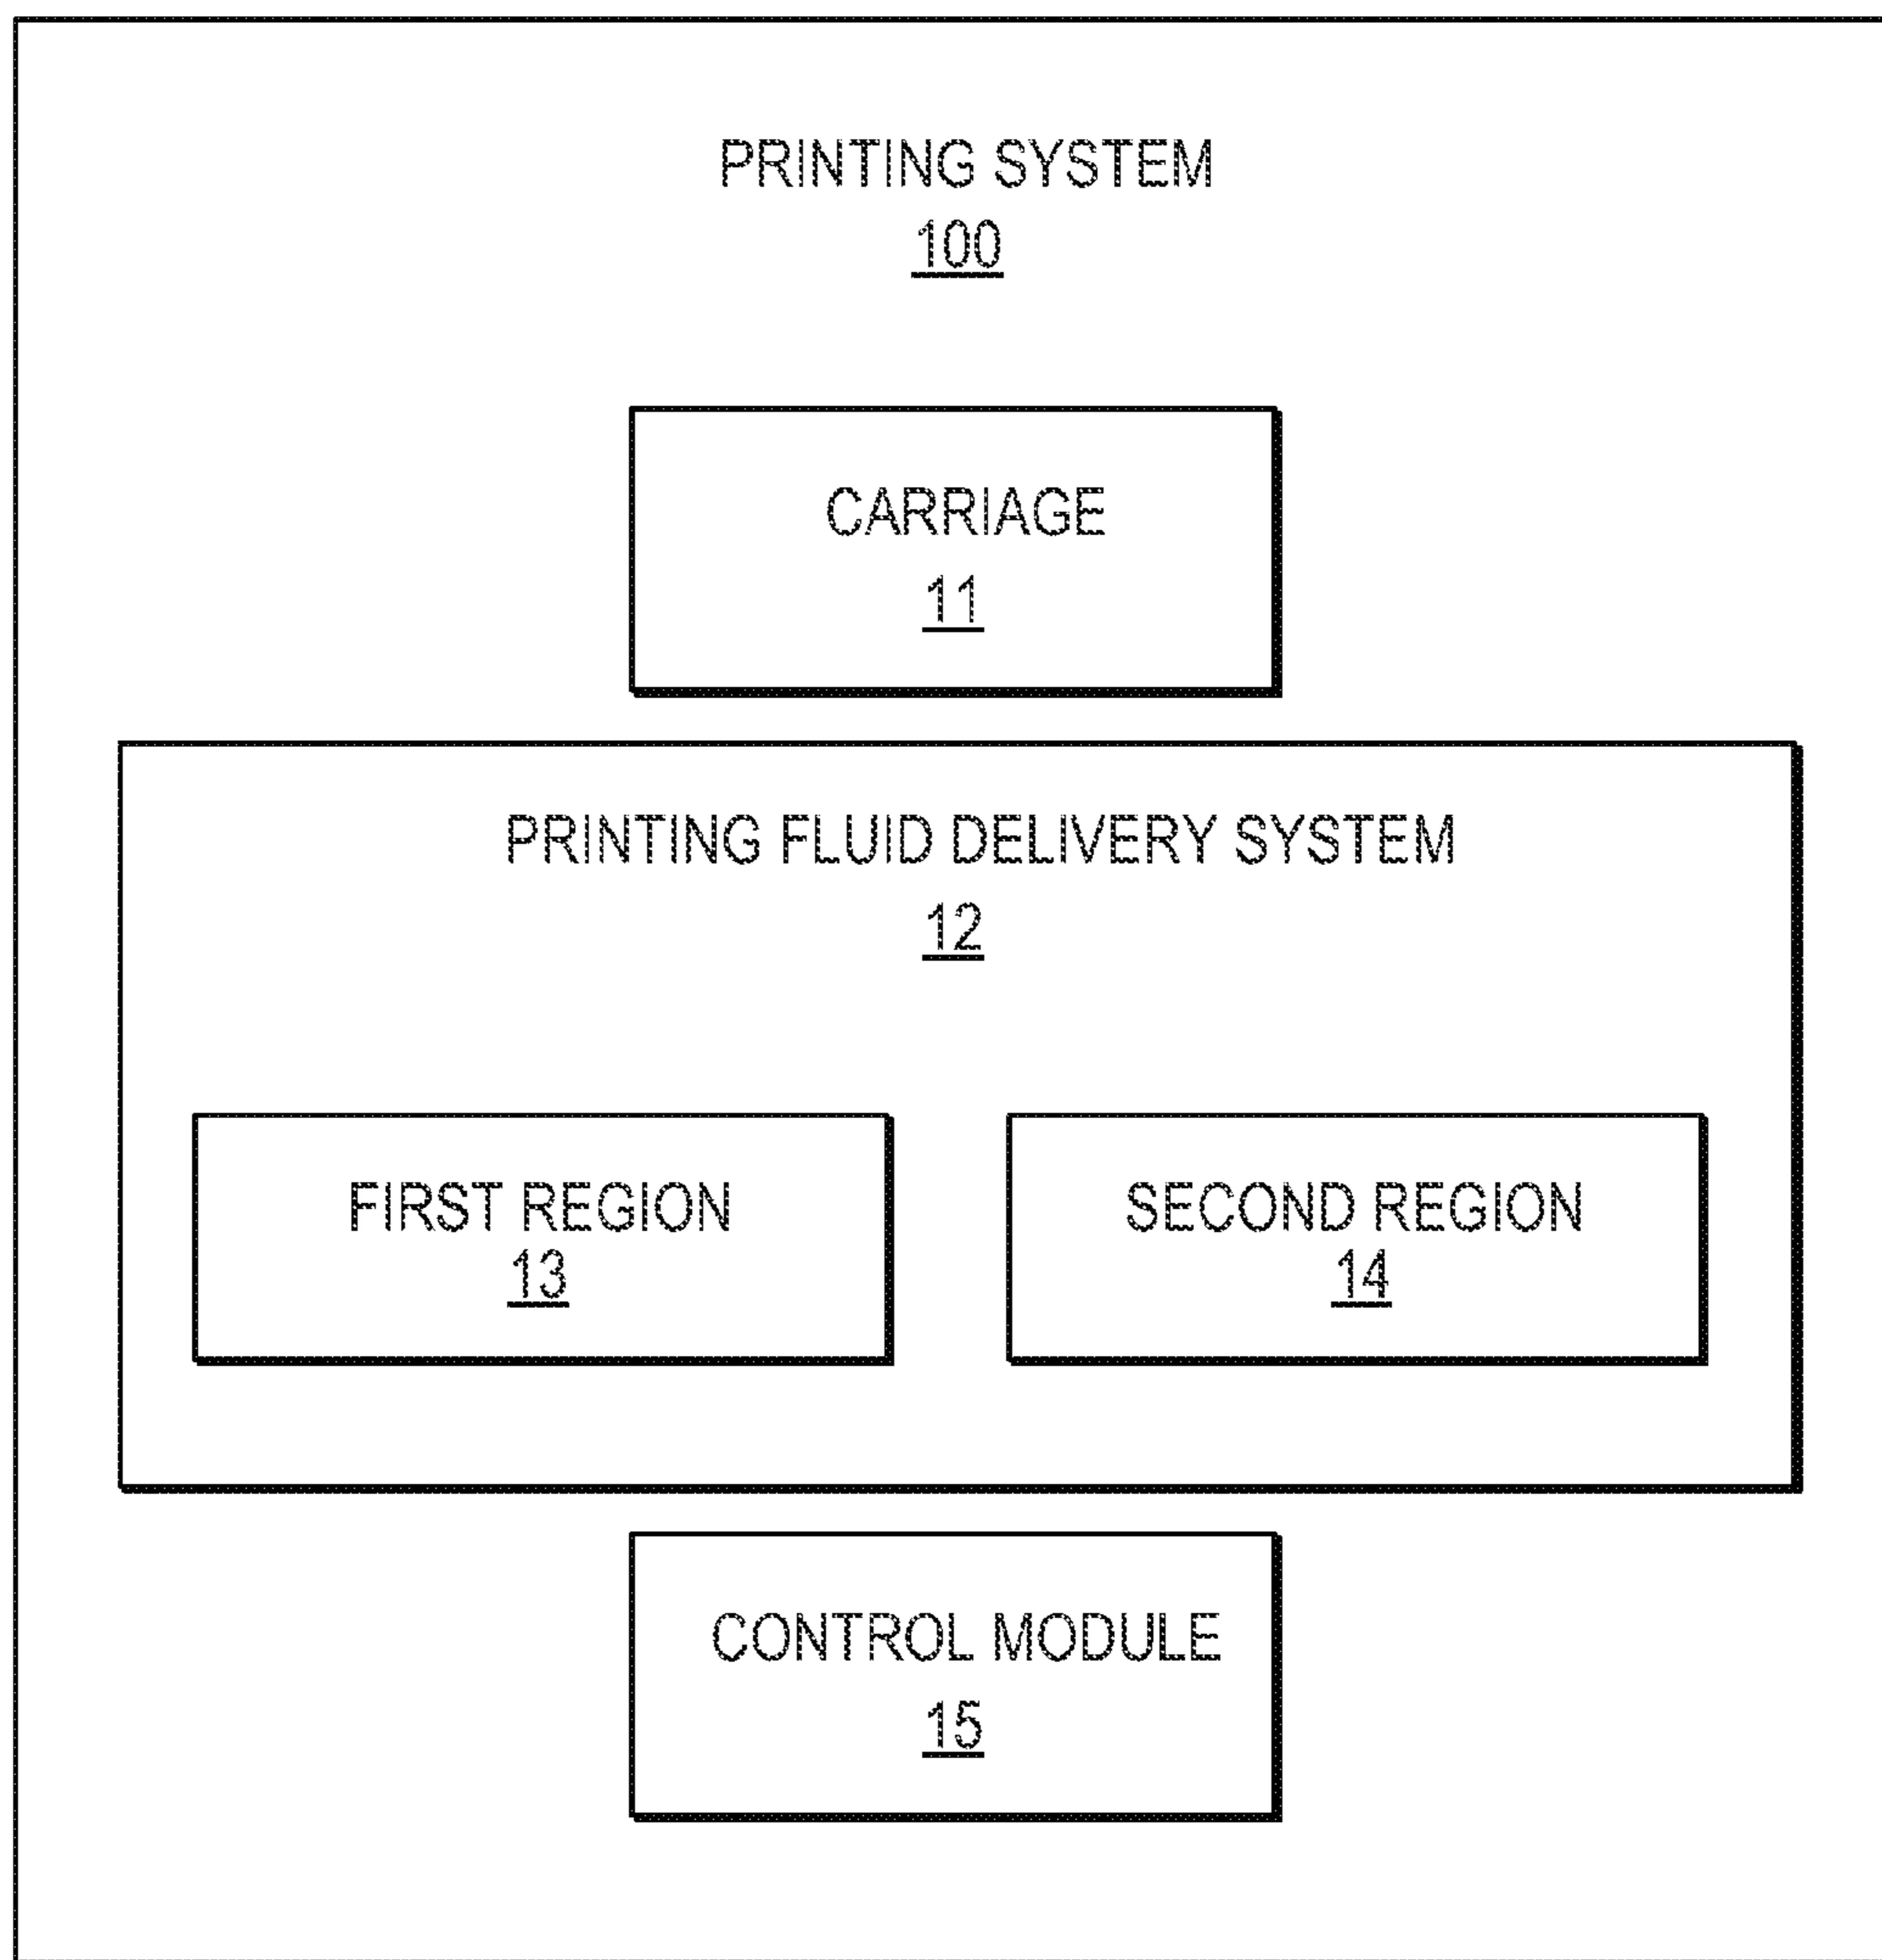 PRINTING SYSTEM
100
CARRIAGE
11
PRINTING FLUID DELIVERY SYSTEM
12
FIRST REGION
13
SECOND REGION
14
CONTROL MODULE
15